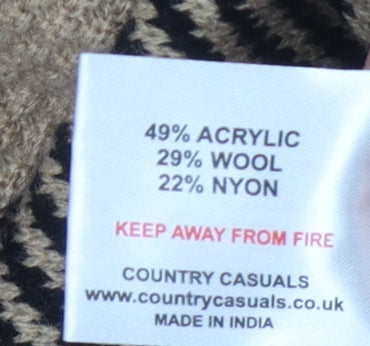 49% ACRYLIC
29% WOOL
22% NYON
KEEP AWAY FROM FIRE
COUNTRY CASUALS
www.countrycasuals.co.uk
MADE IN INDIA